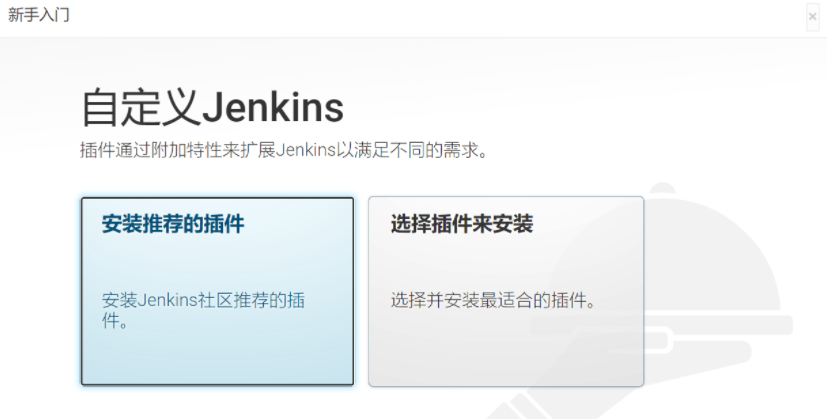 新手入门
×
自定义Jenkins
插件通过附加特性来扩展Jenkins以满足不同的需求。
安装推荐的插件
安装Jenkins社区推荐的插
件。
选择插件来安装
选择并安装最适合的插件。